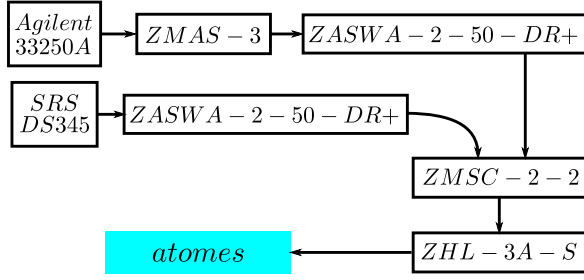 Agilent
33250A
ZMAS − 3
ZASWA − 2 − 50 − DR+
SRS
DS345
ZASWA − 2 − 50 − DR+
ZMSC − 2 − 2
ZHL − 3A − S
atomes